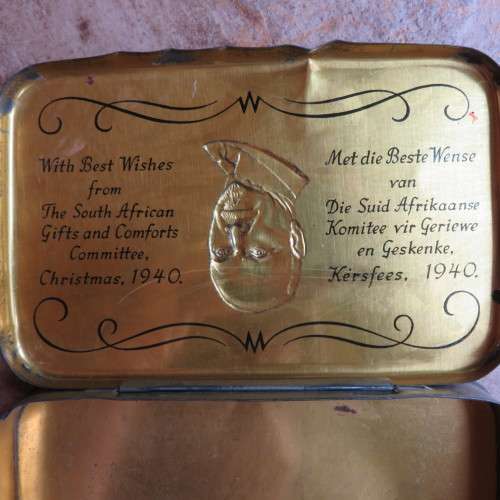 With Best Wishes
from
The South African
Gifts and Comforts
Committee,
Christmas, 1940.
Met die Beste Wense
van
Die Suid Afrikaanse
Komitee vir Geriewe
en Geskenke,
Kersfees, 1940.